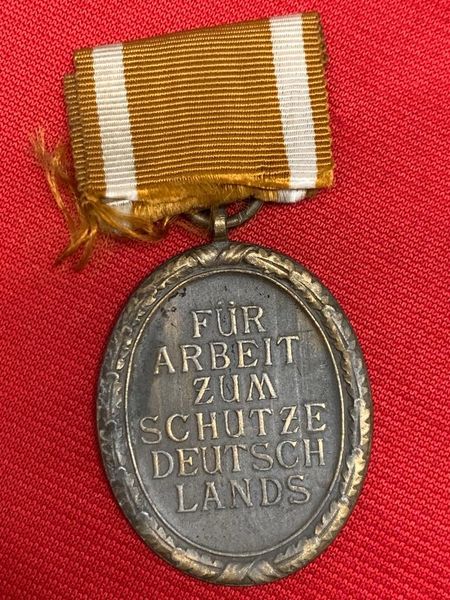 FÜR
ARBEIT
ZUM
SCHUTZE
DEUTSCH
LANDS